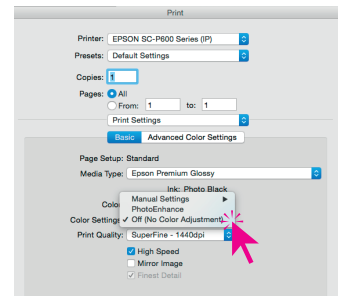 Print
Printer: EPSON SC-P600 Series (IP)
Presets: Default Settings
Copies: 1
Pages: All
From: 1 to: 1
Print Settings
Basic Advanced Color Settings
Page Setup: Standard
Media Type: Epson Premium Glossy
Ink: Photo Black
Manual Settings
Colo
PhotoEnhance
Color Settings ✓ Off (No Color Adjustment)
Print Quality: SuperFine - 1440dpi
High Speed
Mirror Image
Finest Detail